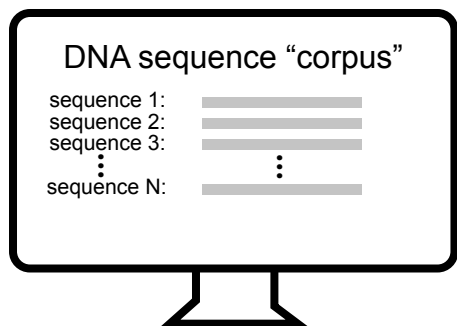 DNA sequence “corpus”
sequence 1:
sequence 2:
sequence 3:
⋮ ⋮
sequence N: